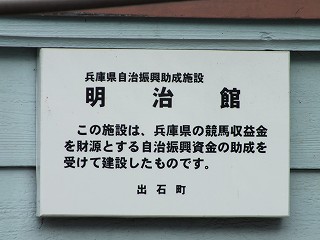 兵庫県自治振興助成施設
明治館
この施設は、兵庫県の競馬収益金
を財源とする自治振興資金の助成を
受けて建設したものです。
出石町